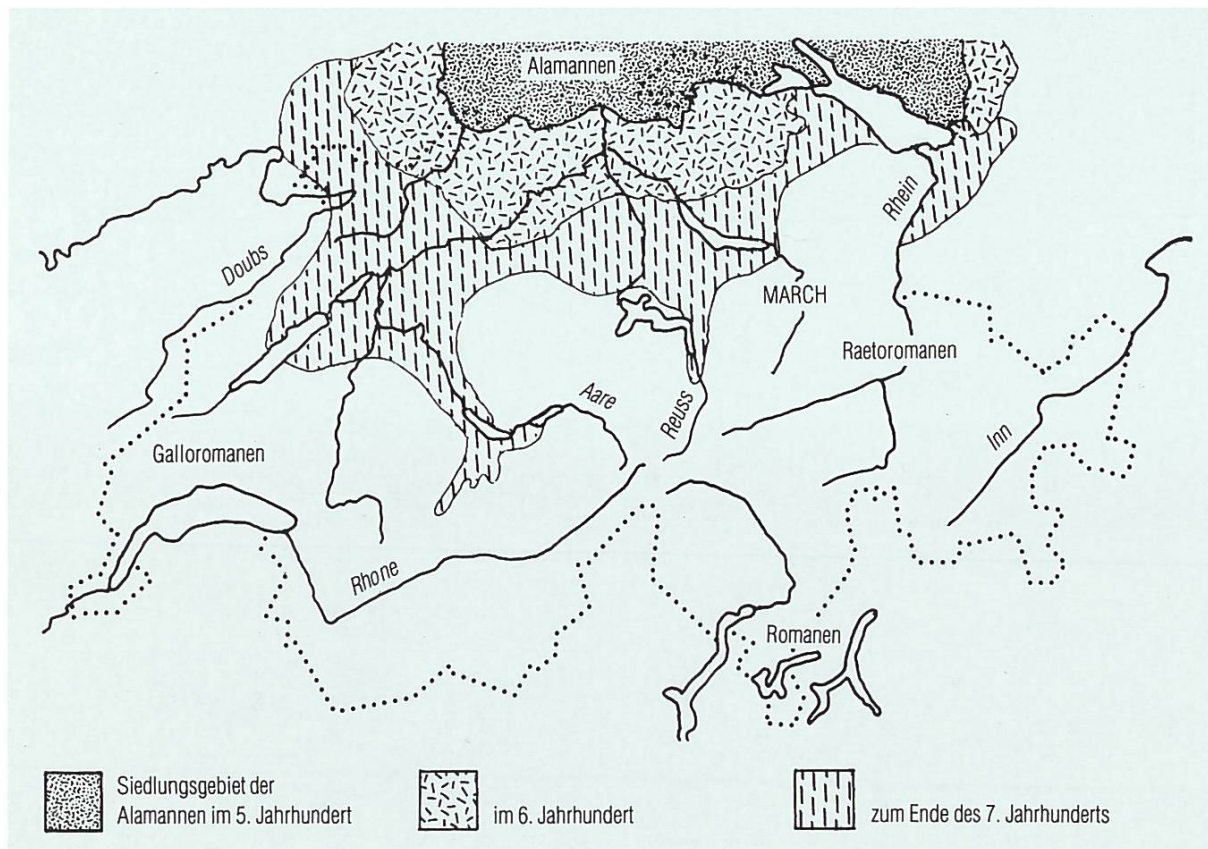 Alamannen
Rhein
Doubs
MARCH
Raetoromanen
Aare
Reuss
Inn
Galloromanen
Rhone
Romanen
Siedlungsgebiet der
Alamannen im 5. Jahrhundert
im 6. Jahrhundert
zum Ende des 7. Jahrhunderts